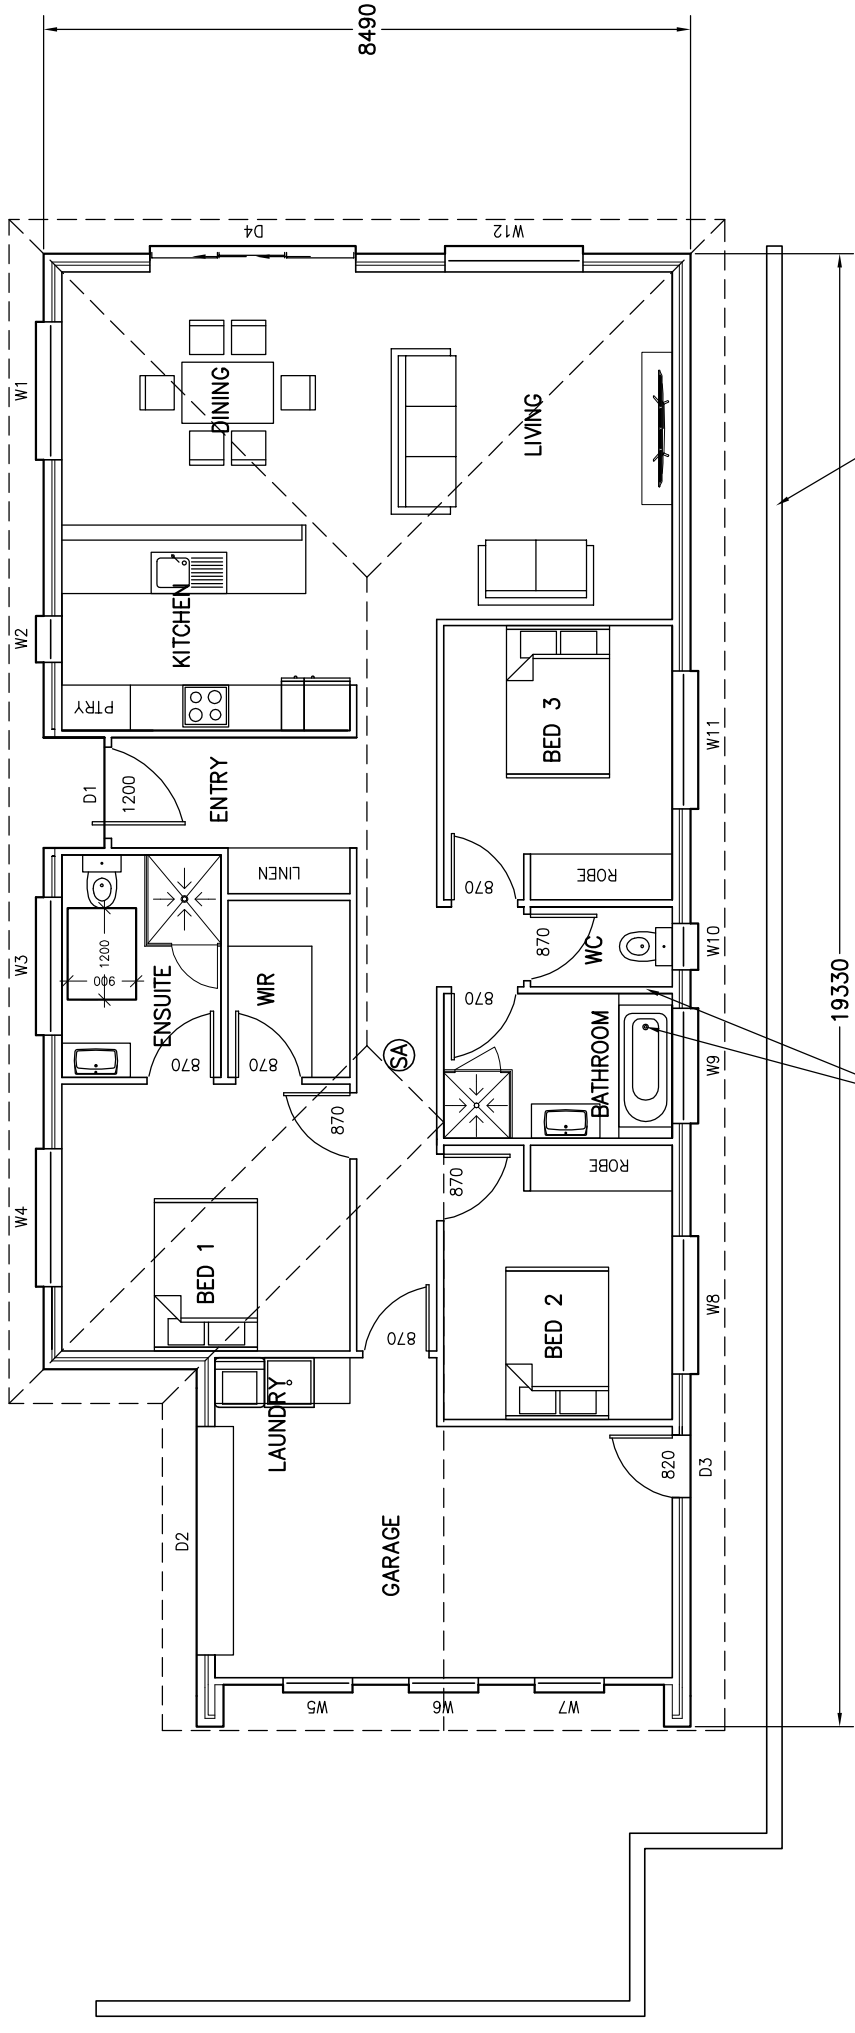 8490
D4
W12
W1
DINING
LIVING
W2
KITCHEN
PTRY
BED 3
W11
D1
1200
ENTRY
LINEN
870
ROBE
W3
1200
900
ENSUITE
WIR
870
WC
W10
870
870
870
SA
870
BATHROOM
W9
19330
W4
BED 1
870
870
ROBE
BED 2
W8
LAUNDRY
D2
GARAGE
820
D3
W5
W6
W7